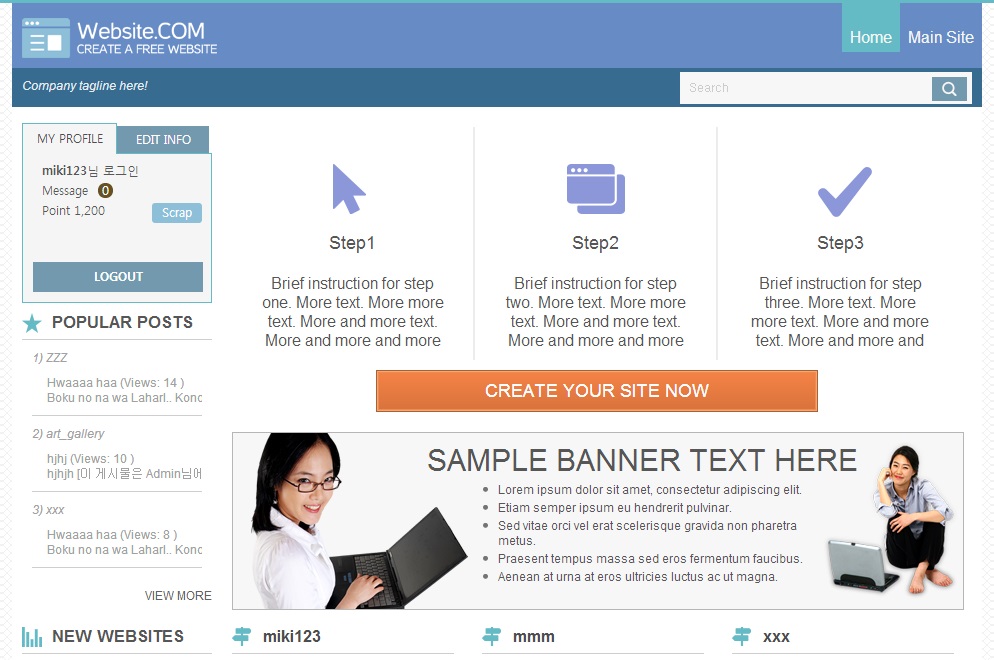 Website.COM
CREATE A FREE WEBSITE
Home
Main Site
Company tagline here!
Search
MY PROFILE
EDIT INFO
miki123님 로그인
Message 0
Point 1,200
Scrap
LOGOUT
POPULAR POSTS
1) ZZZ
Hwaaaa haa (Views: 14 )
Boku no na wa Laharl.. Kono
2) art_gallery
hjhj (Views: 10 )
hjhjh [이 게시물은 Admin님에
3) xxx
Hwaaaa haa (Views: 8 )
Boku no na wa Laharl.. Kono
VIEW MORE
NEW WEBSITES
Step1
Brief instruction for step
one. More text. More more
text. More and more text.
More and more and more
Step2
Brief instruction for step
two. More text. More more
text. More and more text.
More and more and more
Step3
Brief instruction for step
three. More text. More
more text. More and more
text. More and more and
CREATE YOUR SITE NOW
SAMPLE BANNER TEXT HERE
Lorem ipsum dolor sit amet, consectetur adipiscing elit.
Etiam semper ipsum eu hendrerit pulvinar.
Sed vitae orci vel erat scelerisque gravida non pharetra
metus.
Praesent tempus massa sed eros fermentum faucibus.
Aenean at urna at eros ultricies luctus ac ut magna.
miki123
mmm
xxx